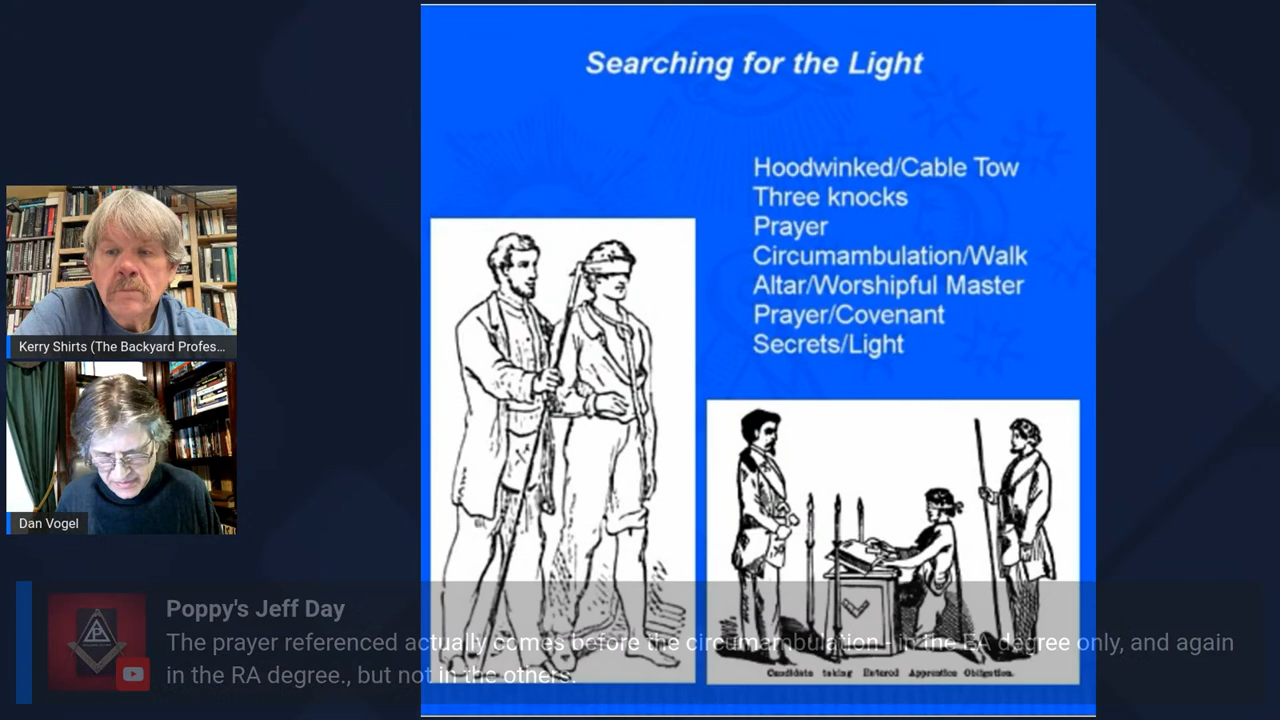 Searching for the Light
Hoodwinked/Cable Tow
Three knocks
Prayer
Circumambulation/Walk
Altar/Worshipful Master
Prayer/Covenant
Secrets/Light
Kerry Shirts (The Backyard Profes...
Dan Vogel
Candidate taking Entered Apprentice Obligation.
Poppy's Jeff Day
The prayer referenced actually comes before the circumambulation - in the EA degree only, and again
in the RA degree., but not in the others.